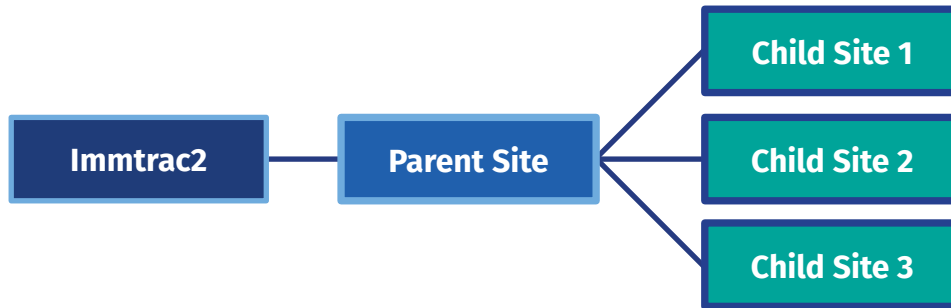 Immtrac2
Parent Site
Child Site 1
Child Site 2
Child Site 3